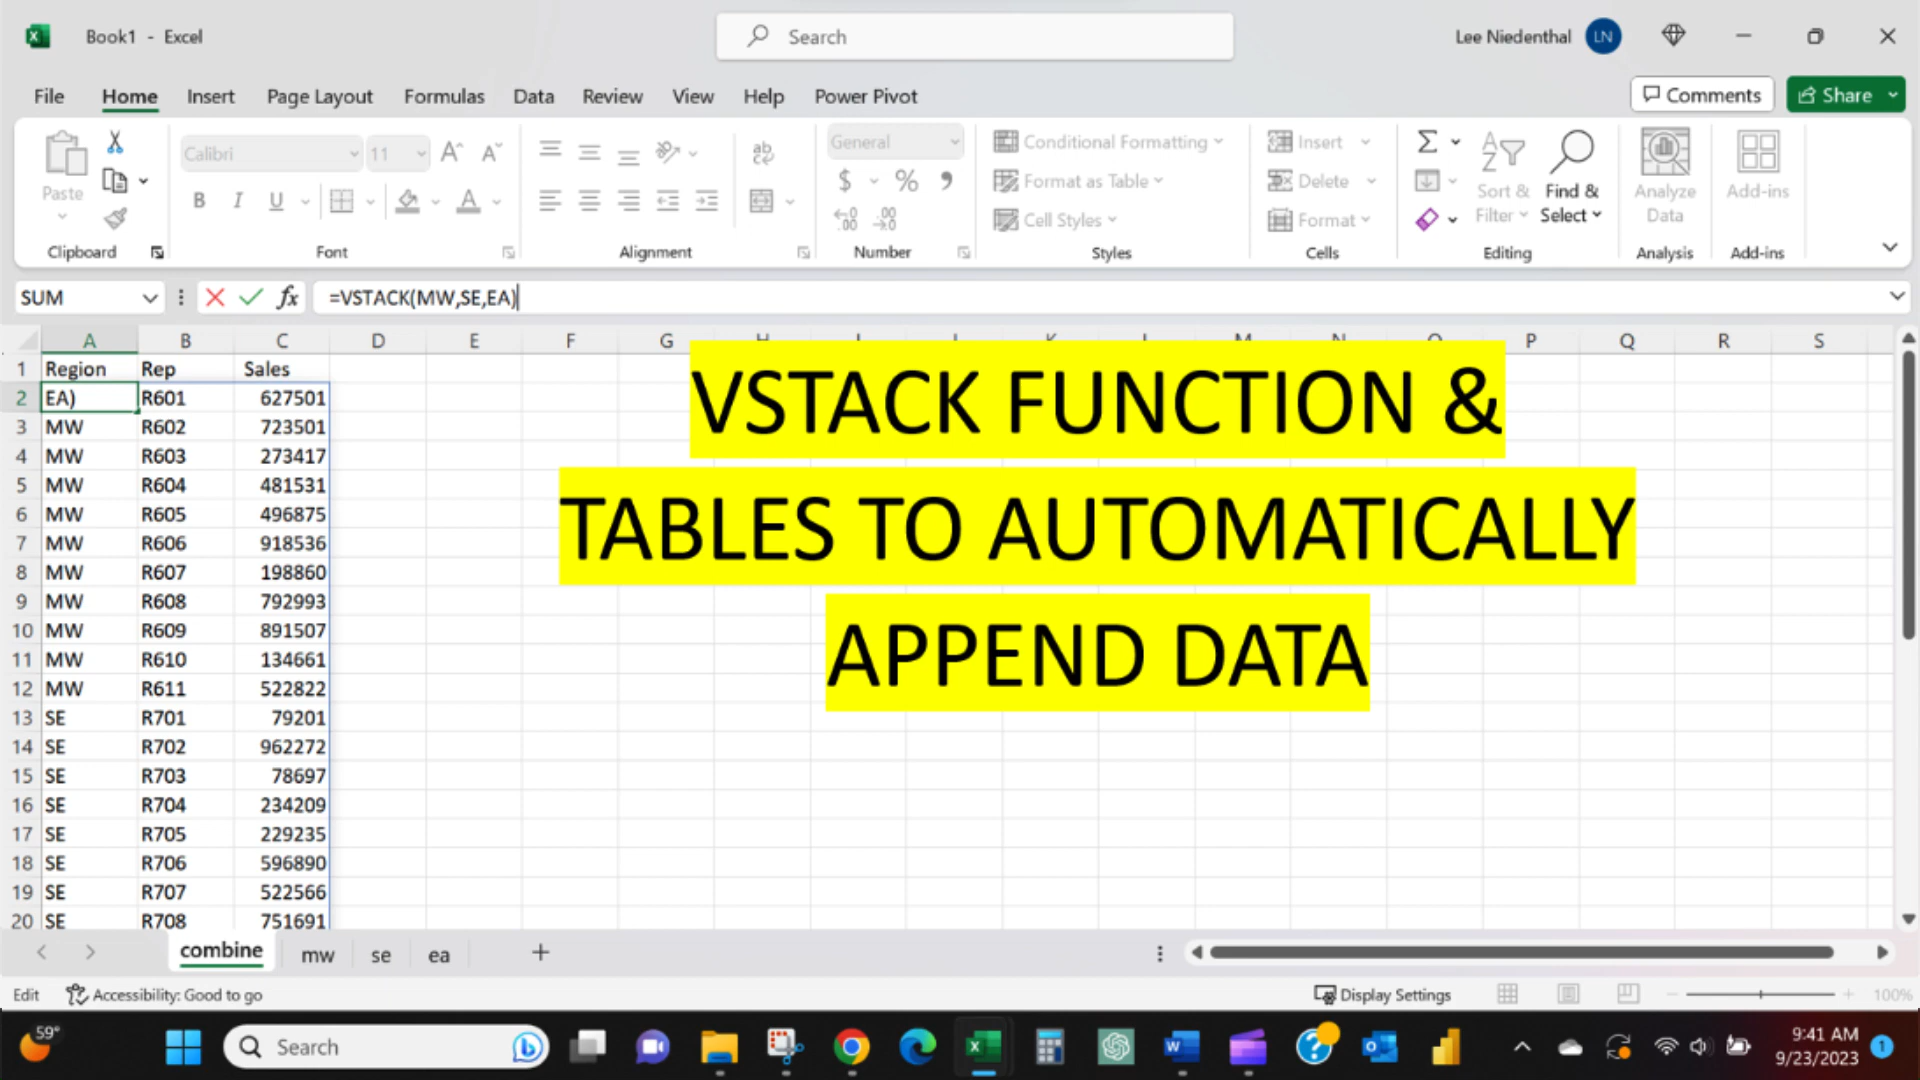 Book1 - Excel
Search
Lee Niedenthal LN
File Home Insert Page Layout Formulas Data Review View Help Power Pivot
Comments Share
Paste
Clipboard
Calibri 11
B I U
Font
ab
Alignment
General
$ %
Number
Conditional Formatting
Format as Table
Cell Styles
Styles
Insert
Delete
Format
Cells
Sort &
Filter
Find &
Select
Editing
Analyze
Data
Analysis
Add-ins
Add-ins
SUM fx =VSTACK(MW,SE,EA)
A B C D E F G P Q R S
1 Region Rep Sales
2 EA) R601 627501
3 MW R602 723501
4 MW R603 273417
5 MW R604 481531
6 MW R605 496875
7 MW R606 918536
8 MW R607 198860
9 MW R608 792993
10 MW R609 891507
11 MW R610 134661
12 MW R611 522822
13 SE R701 79201
14 SE R702 962272
15 SE R703 78697
16 SE R704 234209
17 SE R705 229235
18 SE R706 596890
19 SE R707 522566
20 SE R708 751691
VSTACK FUNCTION &
TABLES TO AUTOMATICALLY
APPEND DATA
combine mw se ea
Edit Accessibility: Good to go
Display Settings 100%
59°
Search
9:41 AM
9/23/2023
1